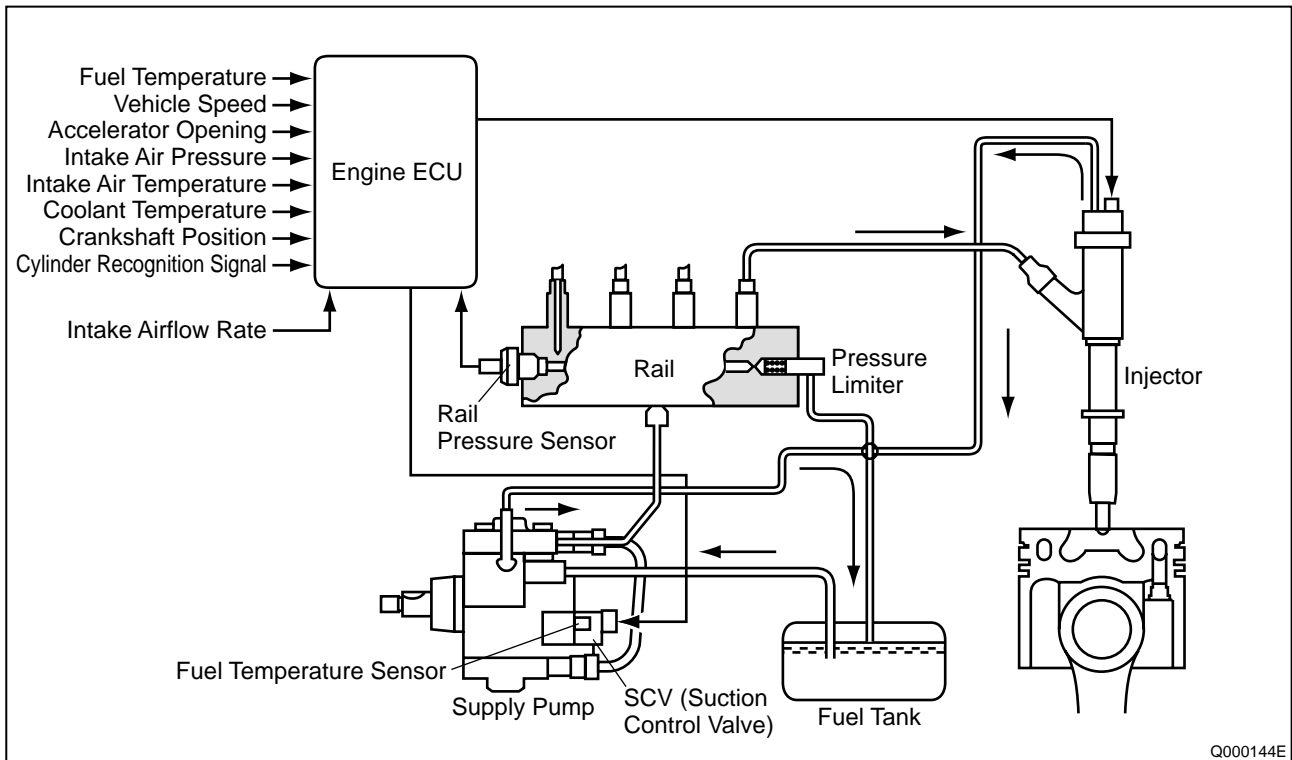 Fuel Temperature
Vehicle Speed
Accelerator Opening
Intake Air Pressure
Intake Air Temperature
Coolant Temperature
Crankshaft Position
Cylinder Recognition Signal
Intake Airflow Rate
Engine ECU
Rail
Pressure
Limiter
Injector
Rail
Pressure Sensor
Fuel Temperature Sensor
Supply Pump
SCV (Suction
Control Valve)
Fuel Tank
Q000144E